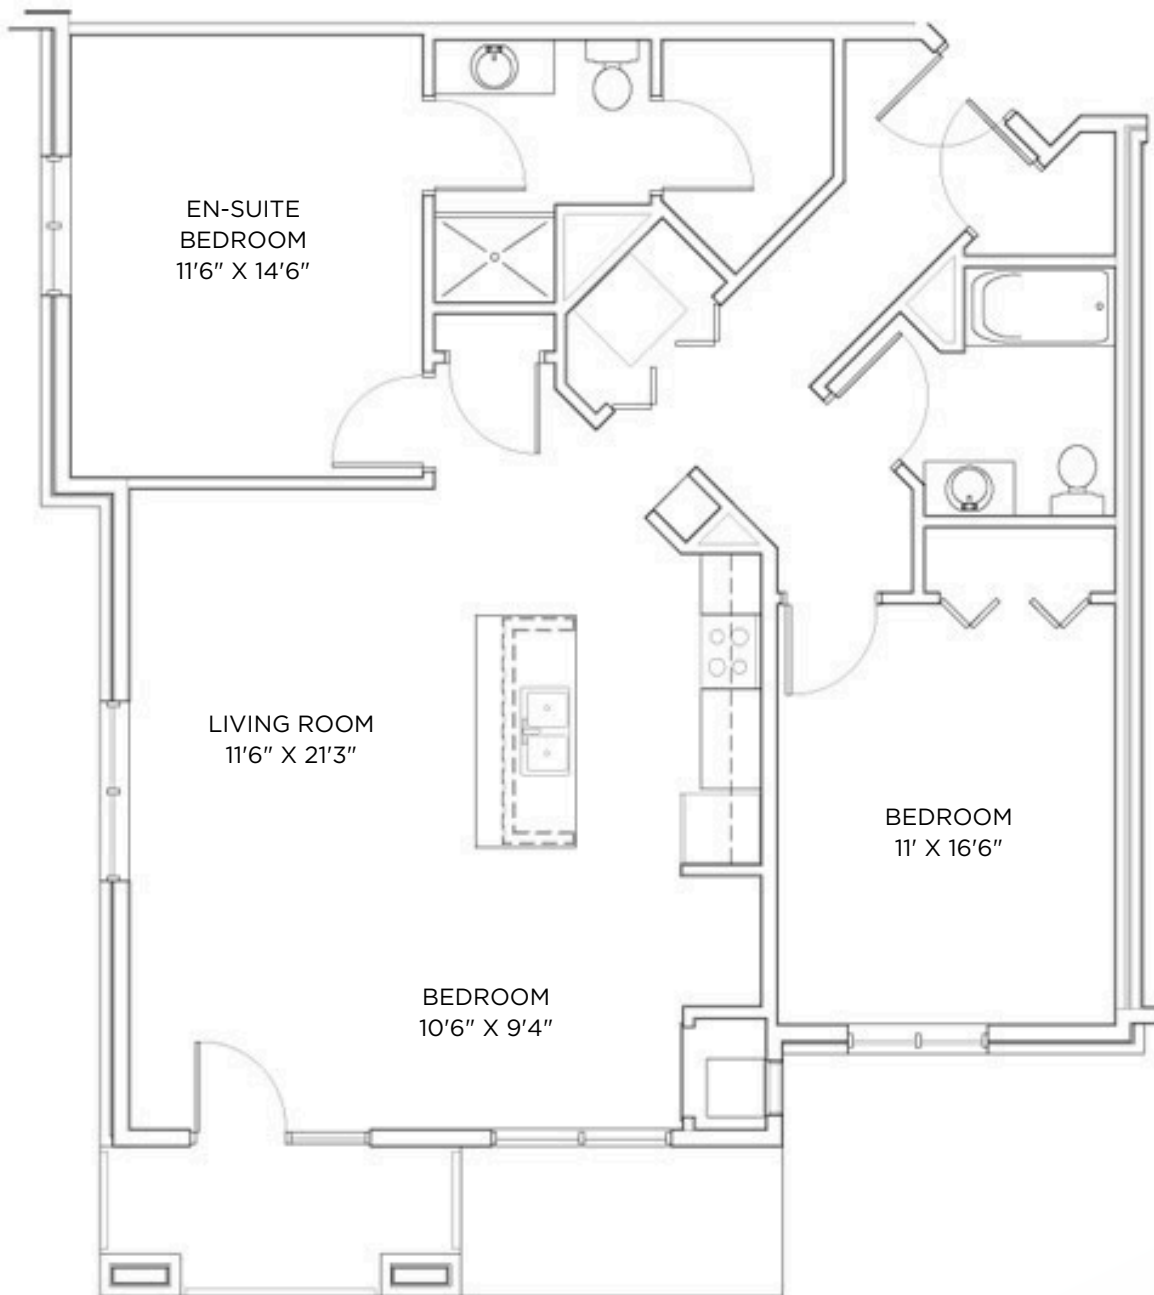 EN-SUITE
BEDROOM
11'6" X 14'6"
LIVING ROOM
11'6" X 21'3"
BEDROOM
11' X 16'6"
BEDROOM
10'6" X 9'4"